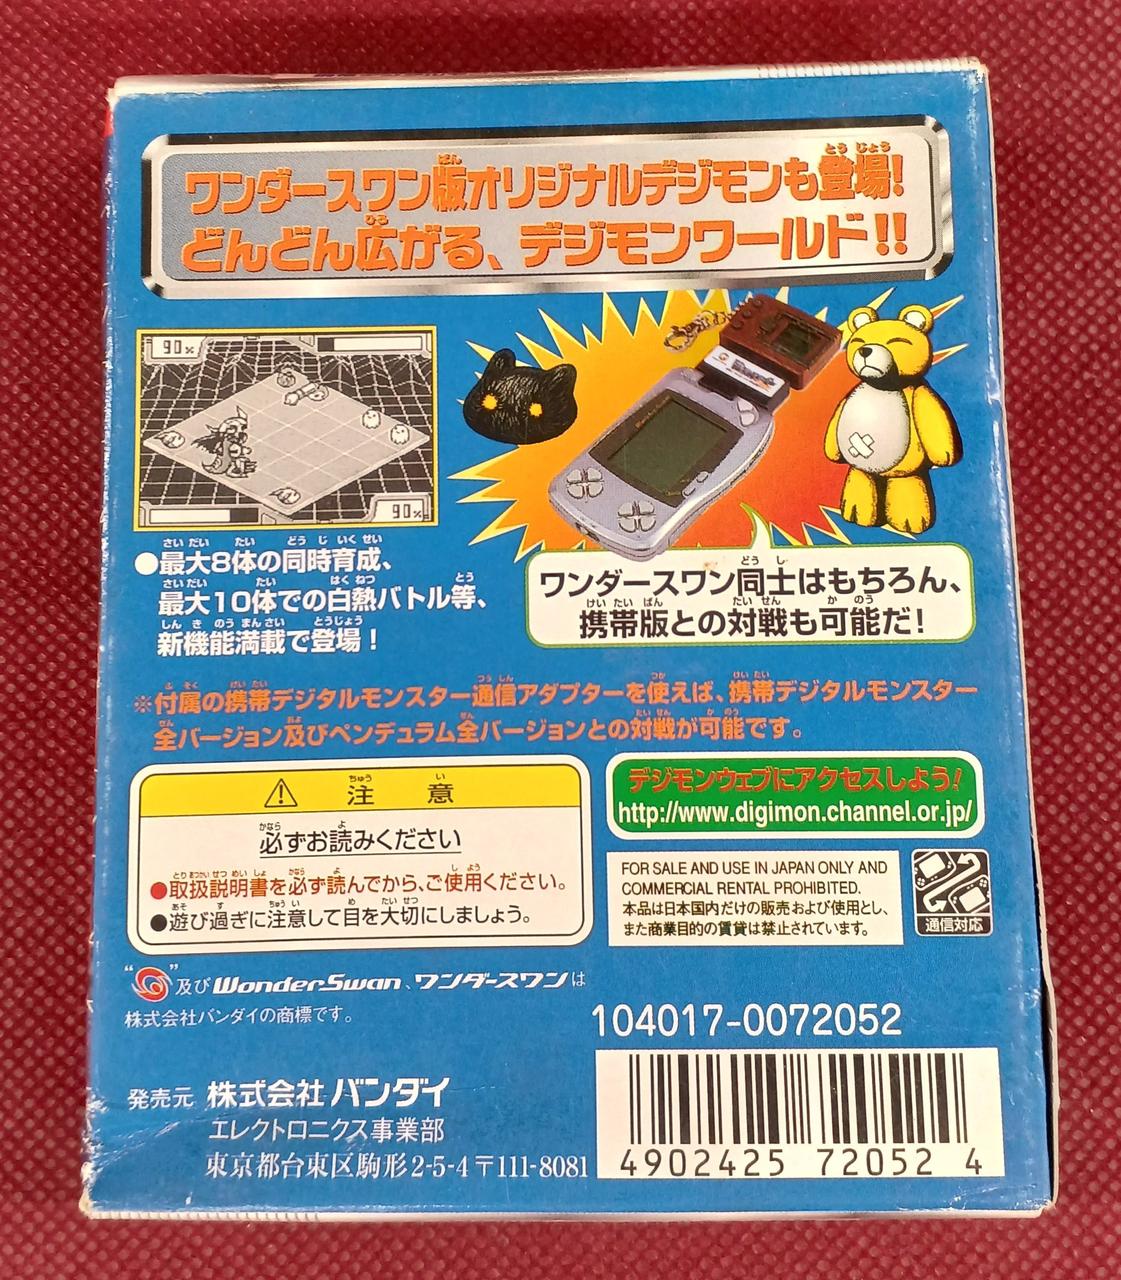 ワンダースワン版オリジナルデジモンも登場!
どんどん広がる、デジモンワールド!!
90%
90%
●最大8体の同時育成、
最大10体での白熱バトル等、
新機能満載で登場!
ワンダースワン同士はもちろん、
携帯版との対戦も可能だ!
※付属の携帯デジタルモンスター通信アダプターを使えば、携帯デジタルモンスター
全バージョン及びペンデュラム全バージョンとの対戦が可能です。
注意
必ずお読みください
●取扱説明書を必ず読んでから、ご使用ください。
●遊び過ぎに注意して目を大切にしましょう。
デジモンウェブにアクセスしよう!
http://www.digimon.channel.or.jp/
FOR SALE AND USE IN JAPAN ONLY AND
COMMERCIAL RENTAL PROHIBITED.
本品は日本国内だけの販売および使用とし、
また商業目的の賃貸は禁止されています。
通信対応
“ ”及びWonderSwan、ワンダースワンは
株式会社バンダイの商標です。
104017-0072052
発売元 株式会社バンダイ
エレクトロニクス事業部
東京都台東区駒形2-5-4〒111-8081
4902425 72052 4